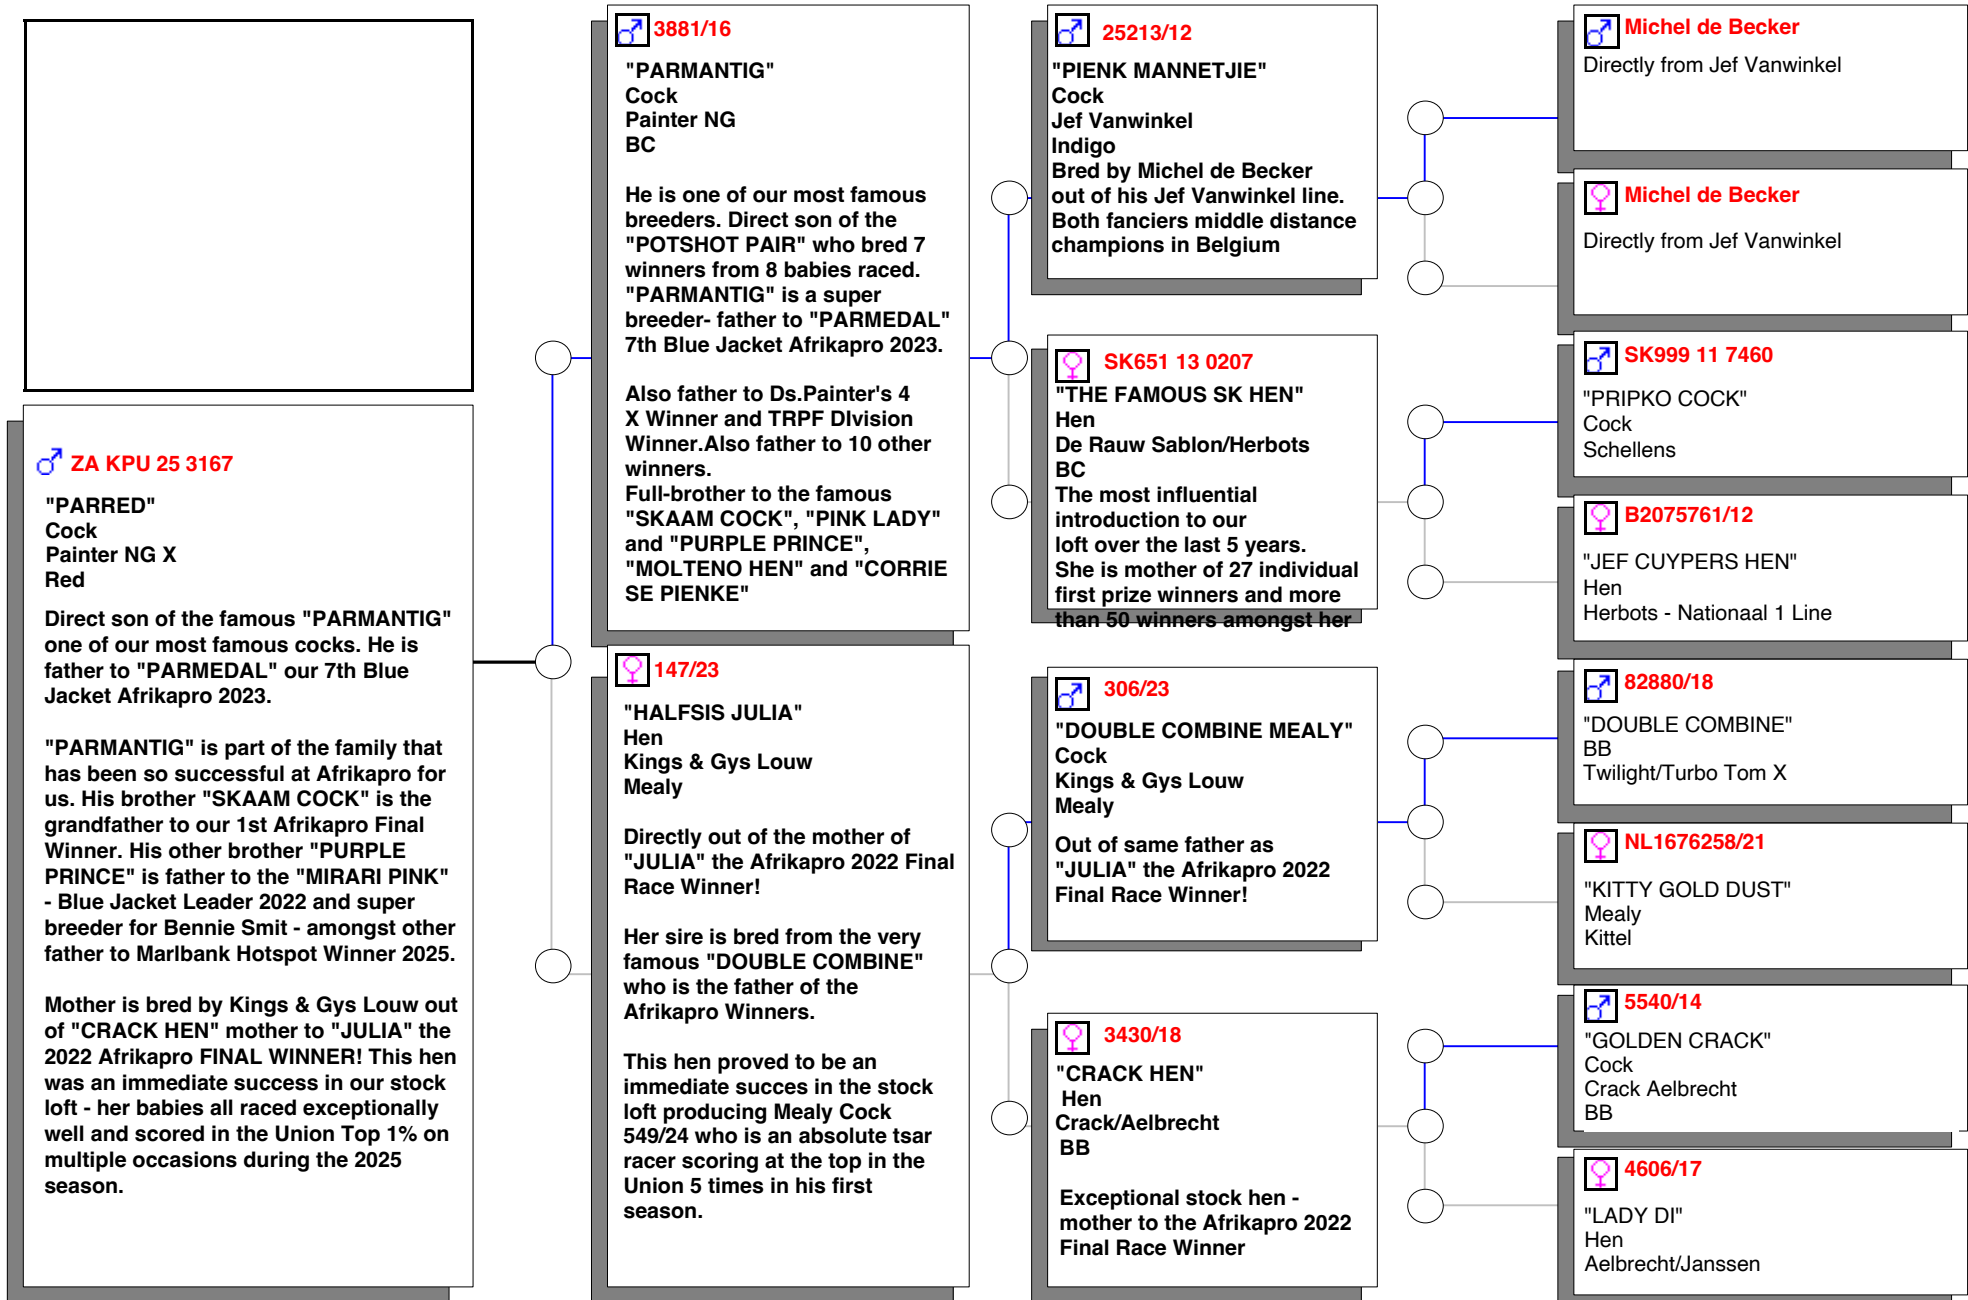 ZA KPU 25 3167
"PARRED"
Cock
Painter NG X
Red
Direct son of the famous "PARMANTIG"
one of our most famous cocks. He is
father to "PARMEDAL" our 7th Blue
Jacket Afrikapro 2023.
"PARMANTIG" is part of the family that
has been so successful at Afrikapro for
us. His brother "SKAAM COCK" is the
grandfather to our 1st Afrikapro Final
Winner. His other brother "PURPLE
PRINCE" is father to the "MIRARI PINK"
- Blue Jacket Leader 2022 and super
breeder for Bennie Smit - amongst other
father to Marlbank Hotspot Winner 2025.
Mother is bred by Kings & Gys Louw out
of "CRACK HEN" mother to "JULIA" the
2022 Afrikapro FINAL WINNER! This hen
was an immediate success in our stock
loft - her babies all raced exceptionally
well and scored in the Union Top 1% on
multiple occasions during the 2025
season.
3881/16
"PARMANTIG"
Cock
Painter NG
BC
He is one of our most famous
breeders. Direct son of the
"POTSHOT PAIR" who bred 7
winners from 8 babies raced.
"PARMANTIG" is a super
breeder- father to "PARMEDAL"
7th Blue Jacket Afrikapro 2023.
Also father to Ds.Painter's 4
X Winner and TRPF DIvision
Winner.Also father to 10 other
winners.
Full-brother to the famous
"SKAAM COCK", "PINK LADY"
and "PURPLE PRINCE",
"MOLTENO HEN" and "CORRIE
SE PIENKE"
147/23
"HALFSIS JULIA"
Hen
Kings & Gys Louw
Mealy
Directly out of the mother of
"JULIA" the Afrikapro 2022 Final
Race Winner!
Her sire is bred from the very
famous "DOUBLE COMBINE"
who is the father of the
Afrikapro Winners.
This hen proved to be an
immediate succes in the stock
loft producing Mealy Cock
549/24 who is an absolute tsar
racer scoring at the top in the
Union 5 times in his first
season.
25213/12
"PIENK MANNETJIE"
Cock
Jef Vanwinkel
Indigo
Bred by Michel de Becker
out of his Jef Vanwinkel line.
Both fanciers middle distance
champions in Belgium
SK651 13 0207
"THE FAMOUS SK HEN"
Hen
De Rauw Sablon/Herbots
BC
The most influential
introduction to our
loft over the last 5 years.
She is mother of 27 individual
first prize winners and more
than 50 winners amongst her
306/23
"DOUBLE COMBINE MEALY"
Cock
Kings & Gys Louw
Mealy
Out of same father as
"JULIA" the Afrikapro 2022
Final Race Winner!
3430/18
"CRACK HEN"
Hen
Crack/Aelbrecht
BB
Exceptional stock hen -
mother to the Afrikapro 2022
Final Race Winner
Michel de Becker
Directly from Jef Vanwinkel
Michel de Becker
Directly from Jef Vanwinkel
SK999 11 7460
"PRIPKO COCK"
Cock
Schellens
B2075761/12
"JEF CUYPERS HEN"
Hen
Herbots - Nationaal 1 Line
82880/18
"DOUBLE COMBINE"
BB
Twilight/Turbo Tom X
NL1676258/21
"KITTY GOLD DUST"
Mealy
Kittel
5540/14
"GOLDEN CRACK"
Cock
Crack Aelbrecht
BB
4606/17
"LADY DI"
Hen
Aelbrecht/Janssen